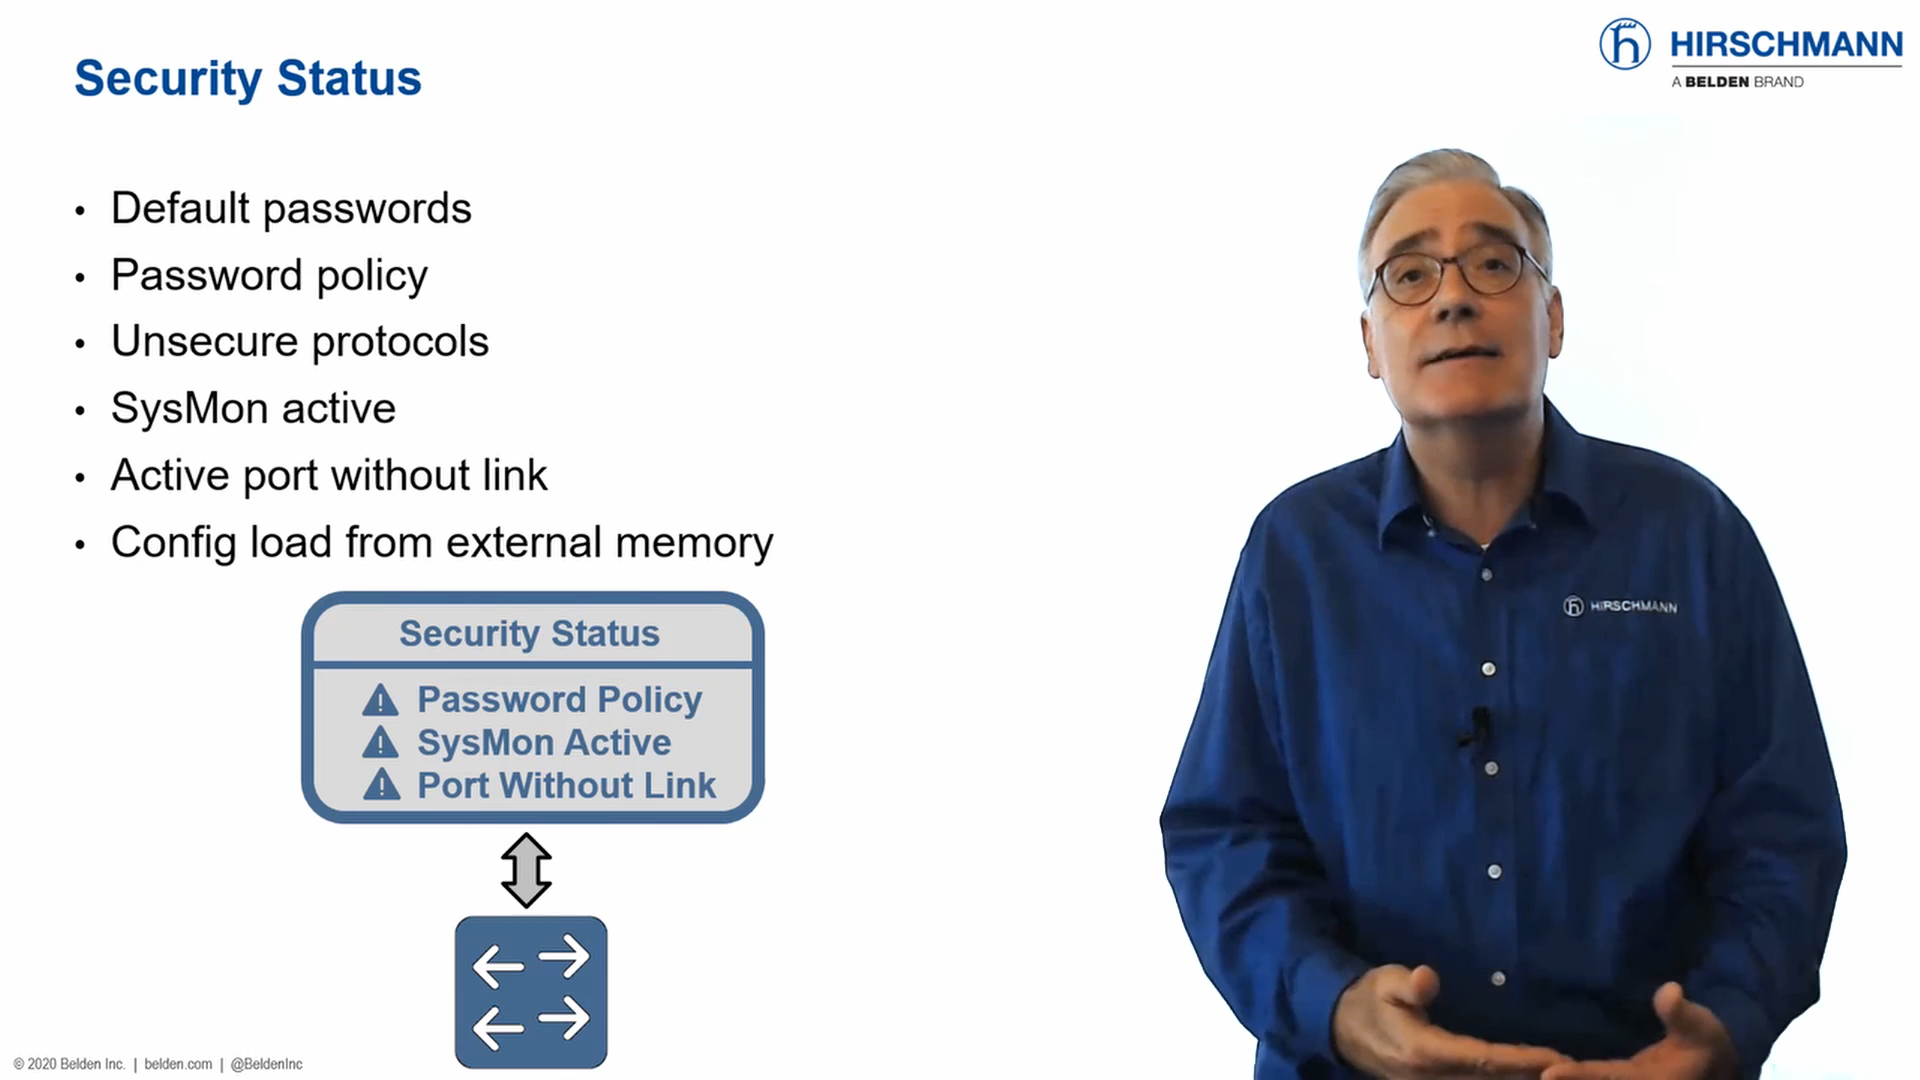 Security Status
HIRSCHMANN
A BELDEN BRAND
• Default passwords
• Password policy
• Unsecure protocols
• SysMon active
• Active port without link
• Config load from external memory
Security Status
Password Policy
SysMon Active
Port Without Link
HIRSCHMANN
© 2020 Belden Inc. | belden.com | @BeldenInc